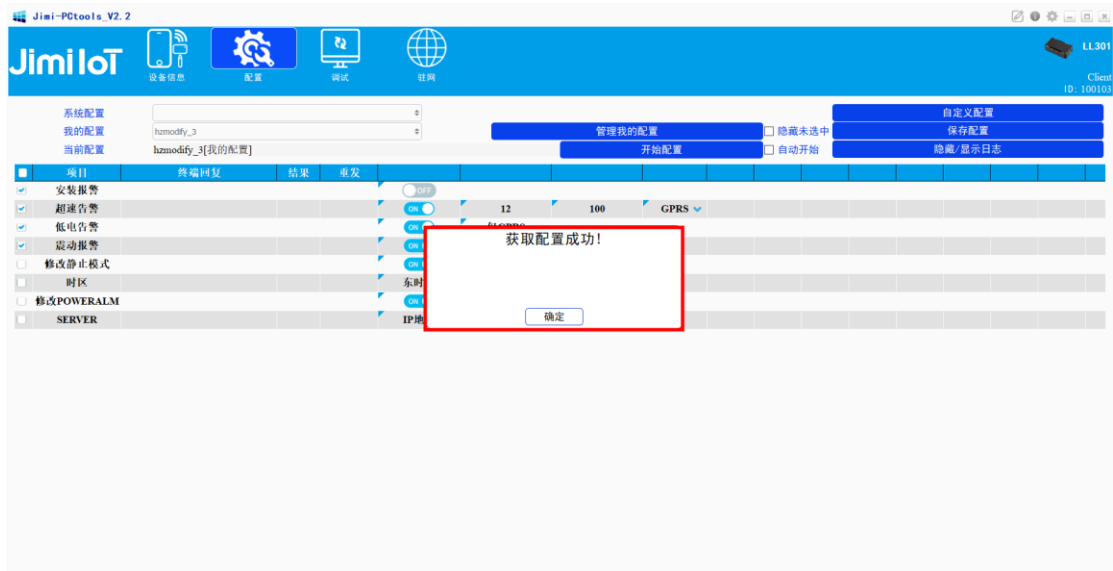 Jimi-PCtools_V2.2
JimiIoT
设备信息
配置
调试
驻网
LL301
Client
ID: 100103
系统配置
自定义配置
我的配置 hzmodify_3 管理我的配置 隐藏未选中 保存配置
当前配置 hzmodify_3[我的配置] 开始配置 自动开始 隐藏/显示日志
项目 终端回复 结果 重发
安装报警 OFF
超速告警 ON 12 100 GPRS
低电告警 ON
震动报警 ON
修改静止模式 ON
时区 东时
修改POWERALM ON
SERVER IP地
获取配置成功!
确定